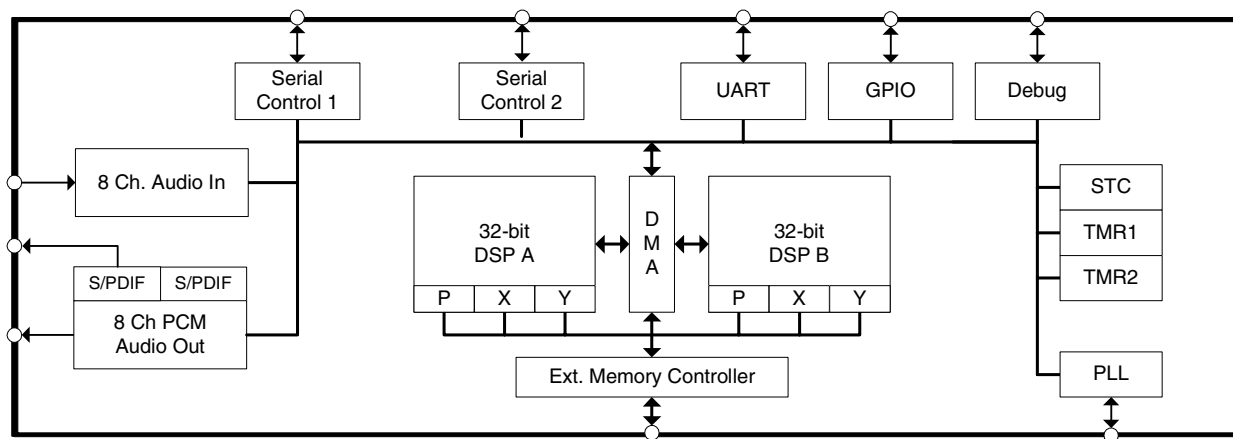 Serial
Control 1
Serial
Control 2
UART
GPIO
Debug
8 Ch. Audio In
STC
TMR1
TMR2
32-bit
DSP A
P X Y
D
M
A
32-bit
DSP B
P X Y
S/PDIF S/PDIF
8 Ch PCM
Audio Out
Ext. Memory Controller
PLL